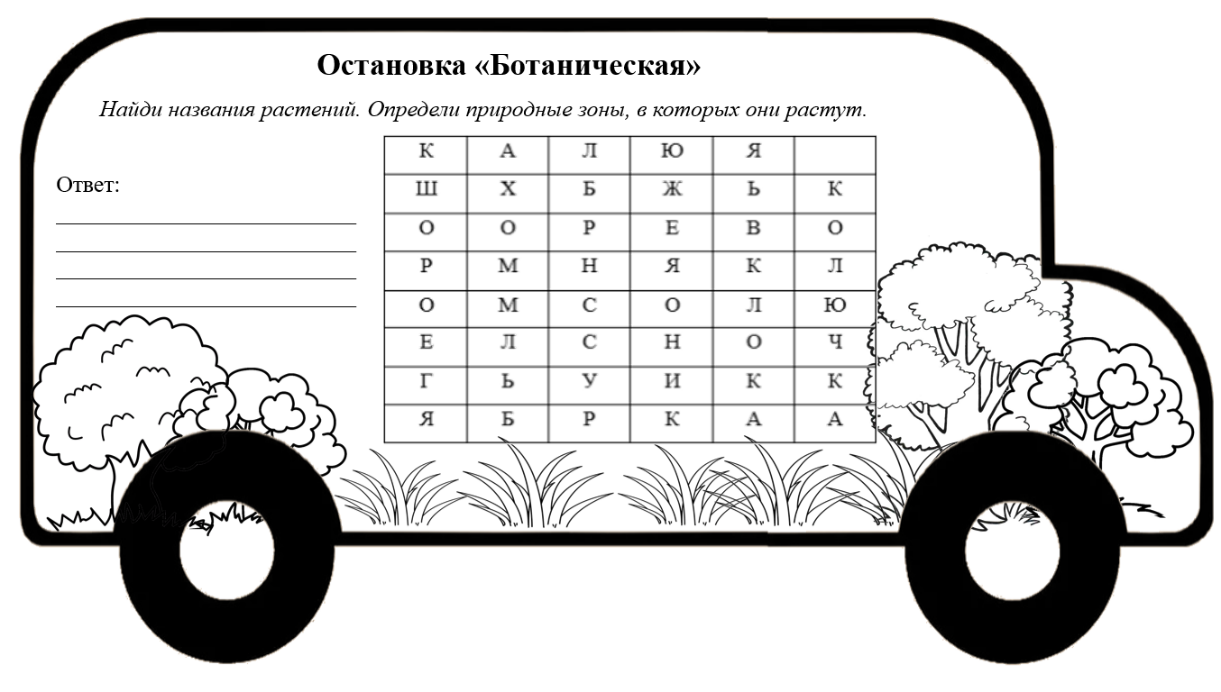 Остановка «Ботаническая»
Найди названия растений. Определи природные зоны, в которых они растут.
Ответ:
К А Л Ю Я
Ш Х Б Ж Ь К
О О Р Е В О
Р М Н Я К Л
О М С О Л Ю
Е Л С Н О Ч
Г Ь У И К К
Я Б Р К А А